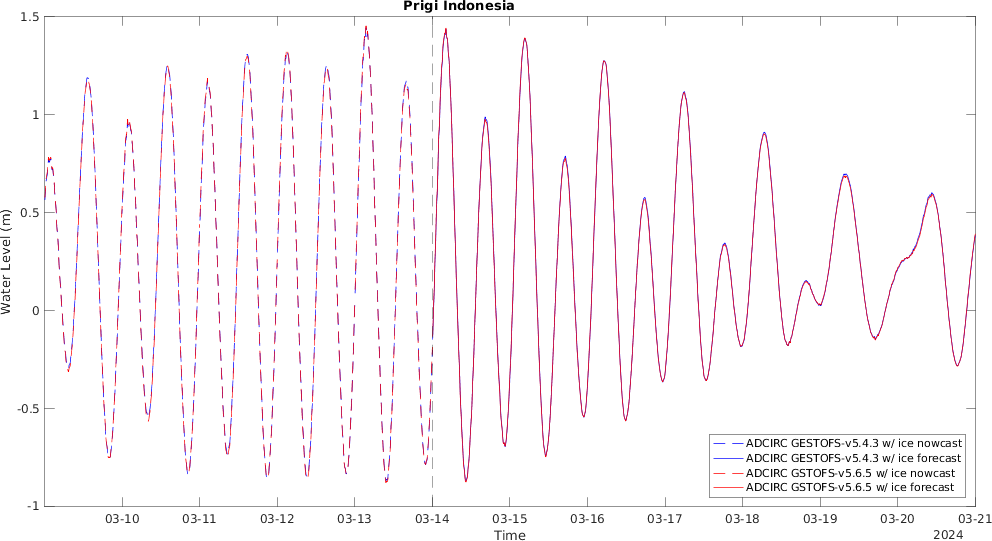 Prigi Indonesia
1.5
1
0.5
0
-0.5
-1
Water Level (m)
ADCIRC GESTOFS-v5.4.3 w/ ice nowcast
ADCIRC GESTOFS-v5.4.3 w/ ice forecast
ADCIRC GSTOFS-v5.6.5 w/ ice nowcast
ADCIRC GSTOFS-v5.6.5 w/ ice forecast
03-10 03-11 03-12 03-13 03-14 03-15 03-16 03-17 03-18 03-19 03-20 03-21
Time
2024